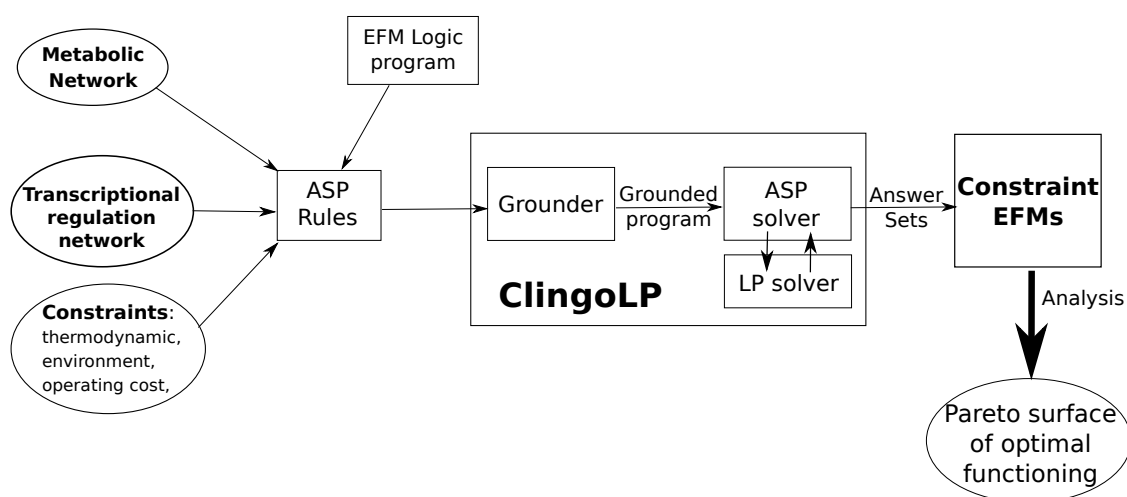 Metabolic
Network
EFM Logic
program
Transcriptional
regulation
network
Constraints:
thermodynamic,
environment,
operating cost,
ASP
Rules
Grounder
Grounded
program
ASP
solver
LP solver
ClingoLP
Answer
Sets
Constraint
EFMs
Analysis
Pareto surface
of optimal
functioning